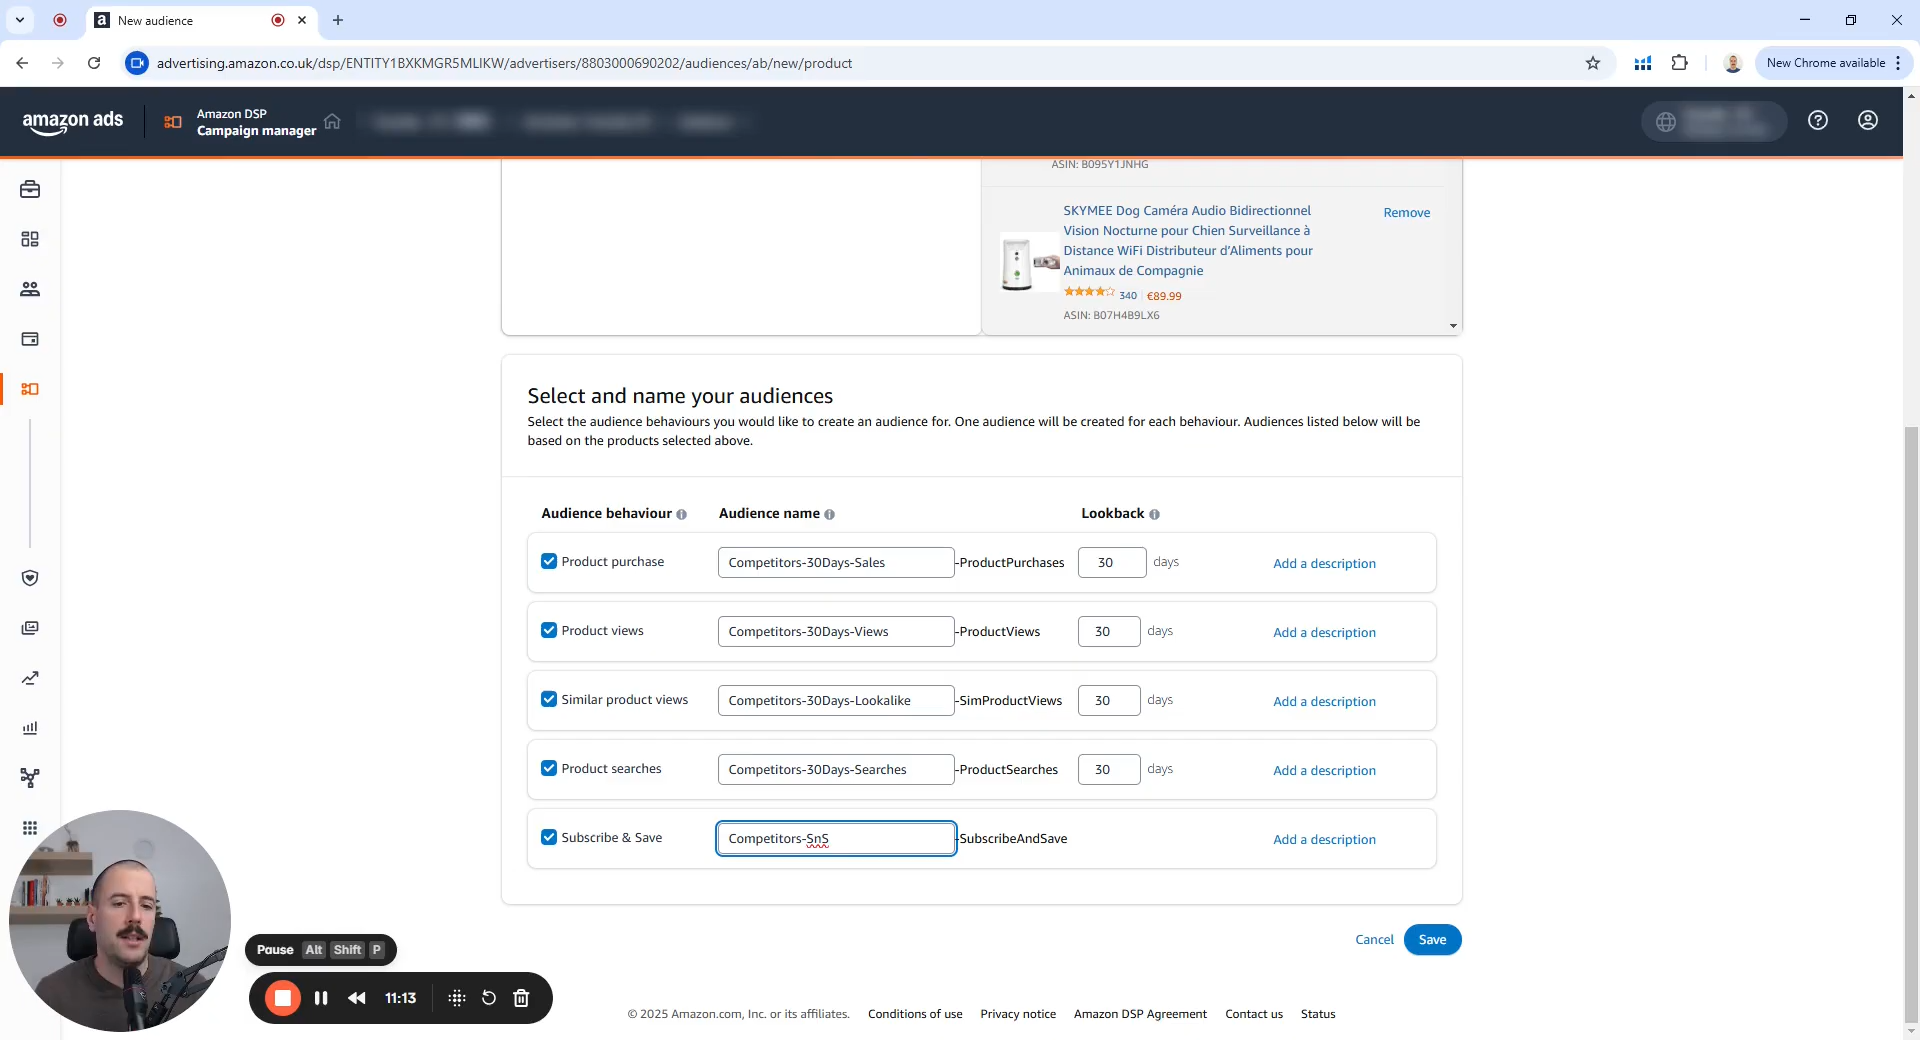 New audience
advertising.amazon.co.uk/dsp/ENTITY1BXKMGR5MLIKW/advertisers/8803000690202/audiences/ab/new/product
New Chrome available
amazon ads
Amazon DSP
Campaign manager
ASIN: B095Y1JNHG
SKYMEE Dog Caméra Audio Bidirectionnel
Vision Nocturne pour Chien Surveillance à
Distance WiFi Distributeur d’Aliments pour
Animaux de Compagnie
Remove
340 €89.99
ASIN: B07H4B9LX6
Select and name your audiences
Select the audience behaviours you would like to create an audience for. One audience will be created for each behaviour. Audiences listed below will be
based on the products selected above.
Audience behaviour Audience name Lookback
Product purchase Competitors-30Days-Sales -ProductPurchases 30 days Add a description
Product views Competitors-30Days-Views -ProductViews 30 days Add a description
Similar product views Competitors-30Days-Lookalike -SimProductViews 30 days Add a description
Product searches Competitors-30Days-Searches -ProductSearches 30 days Add a description
Subscribe & Save Competitors-SnS -SubscribeAndSave Add a description
Cancel Save
Pause Alt Shift P
11:13
© 2025 Amazon.com, Inc. or its affiliates. Conditions of use Privacy notice Amazon DSP Agreement Contact us Status